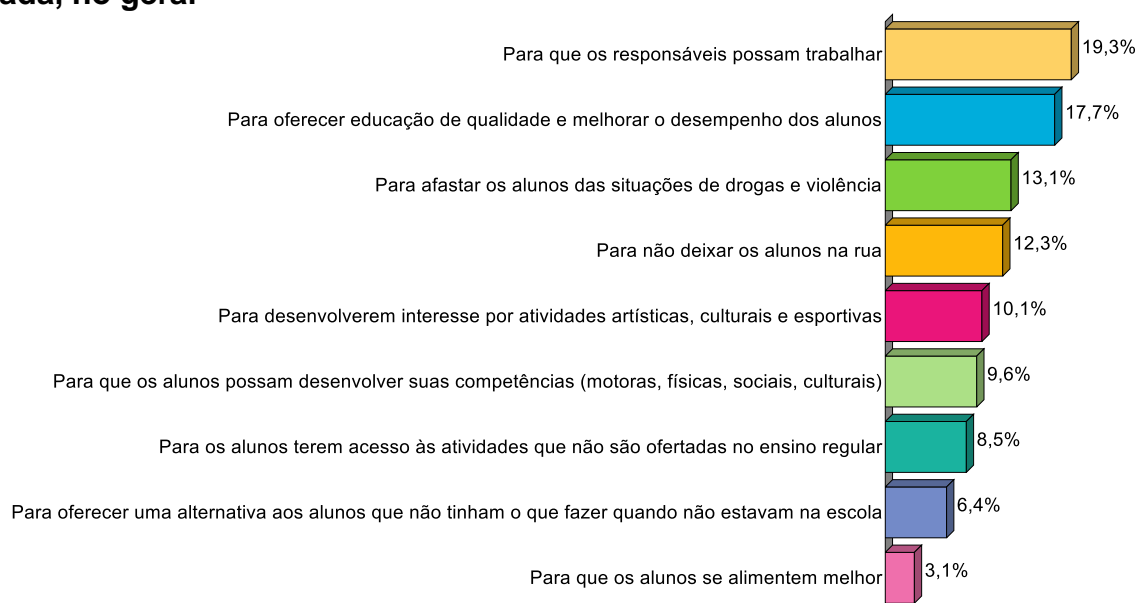 no geral
Para que os responsáveis possam trabalhar 19,3%
Para oferecer educação de qualidade e melhorar o desempenho dos alunos 17,7%
Para afastar os alunos das situações de drogas e violência 13,1%
Para não deixar os alunos na rua 12,3%
Para desenvolverem interesse por atividades artísticas, culturais e esportivas 10,1%
Para que os alunos possam desenvolver suas competências (motoras, físicas, sociais, culturais) 9,6%
Para os alunos terem acesso às atividades que não são ofertadas no ensino regular 8,5%
Para oferecer uma alternativa aos alunos que não tinham o que fazer quando não estavam na escola 6,4%
Para que os alunos se alimentem melhor 3,1%